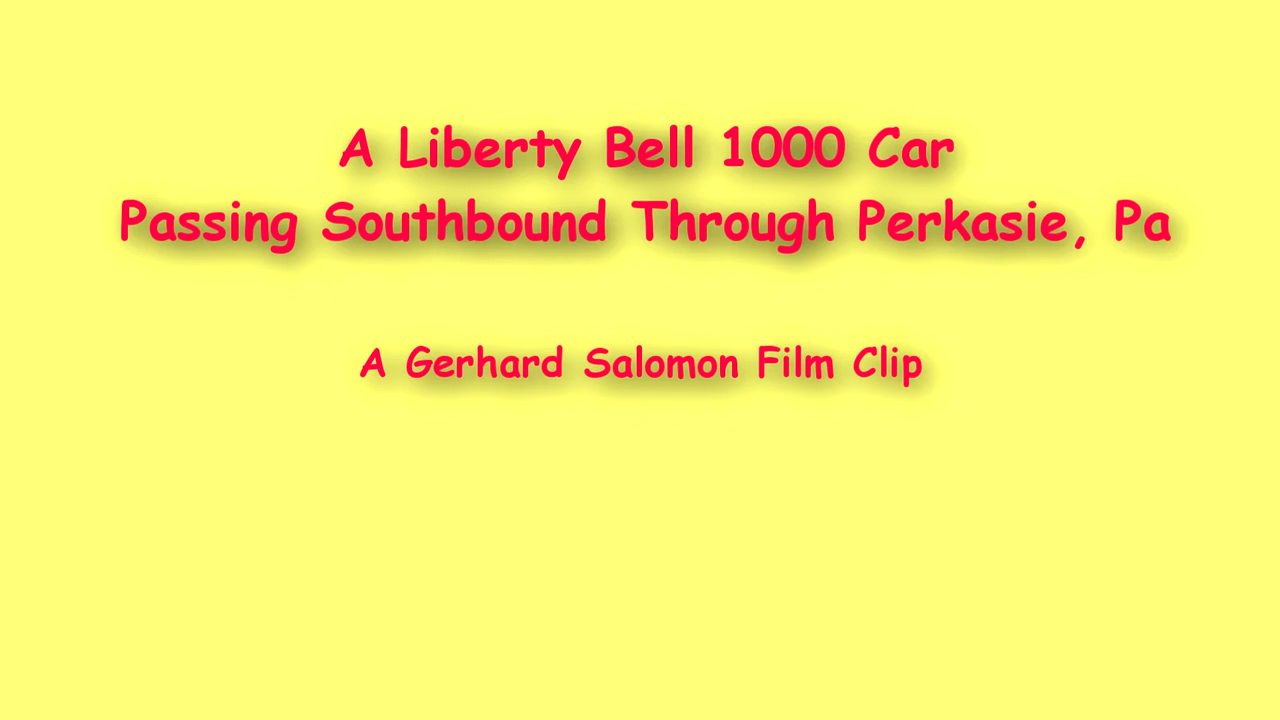 A Liberty Bell 1000 Car
Passing Southbound Through Perkasie, Pa
A Gerhard Salomon Film Clip